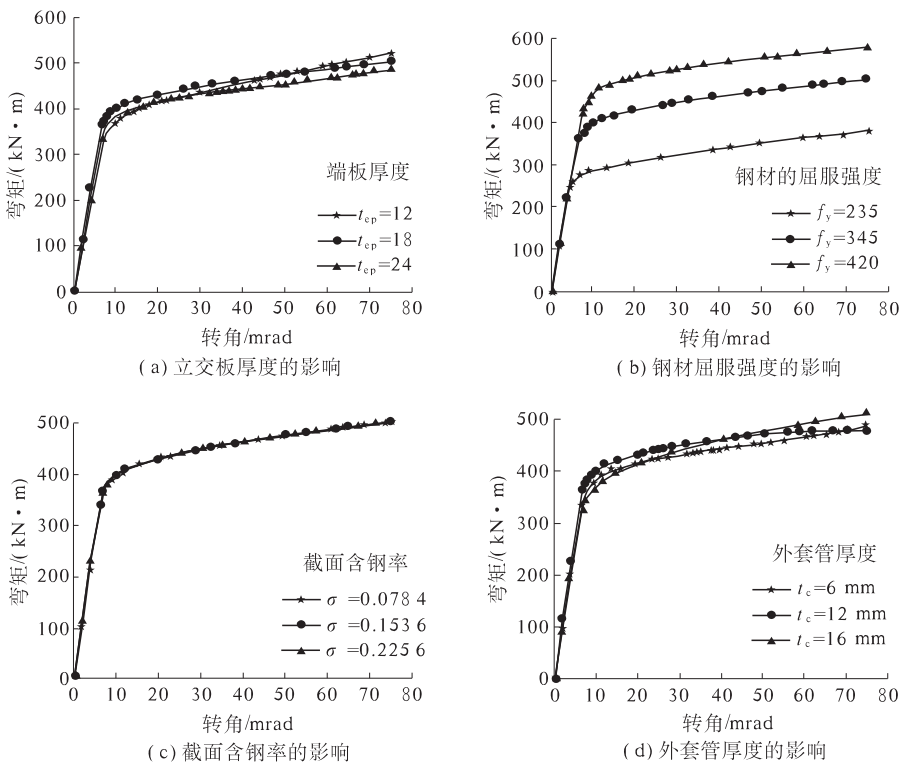 600
500
400
300
200
100
0
弯矩/(kN·m)
端板厚度
t_ep=12
t_ep=18
t_ep=24
0 10 20 30 40 50 60 70 80
转角/mrad
(a)立交板厚度的影响
600
500
400
300
200
100
0
弯矩/(kN·m)
钢材的屈服强度
f_y=235
f_y=345
f_y=420
0 10 20 30 40 50 60 70 80
转角/mrad
(b)钢材屈服强度的影响
500
400
300
200
100
0
弯矩/(kN·m)
截面含钢率
σ=0.078 4
σ=0.153 6
σ=0.225 6
0 10 20 30 40 50 60 70 80
转角/mrad
(c)截面含钢率的影响
500
400
300
200
100
0
弯矩/(kN·m)
外套管厚度
t_c=6 mm
t_c=12 mm
t_c=16 mm
0 10 20 30 40 50 60 70 80
转角/mrad
(d)外套管厚度的影响